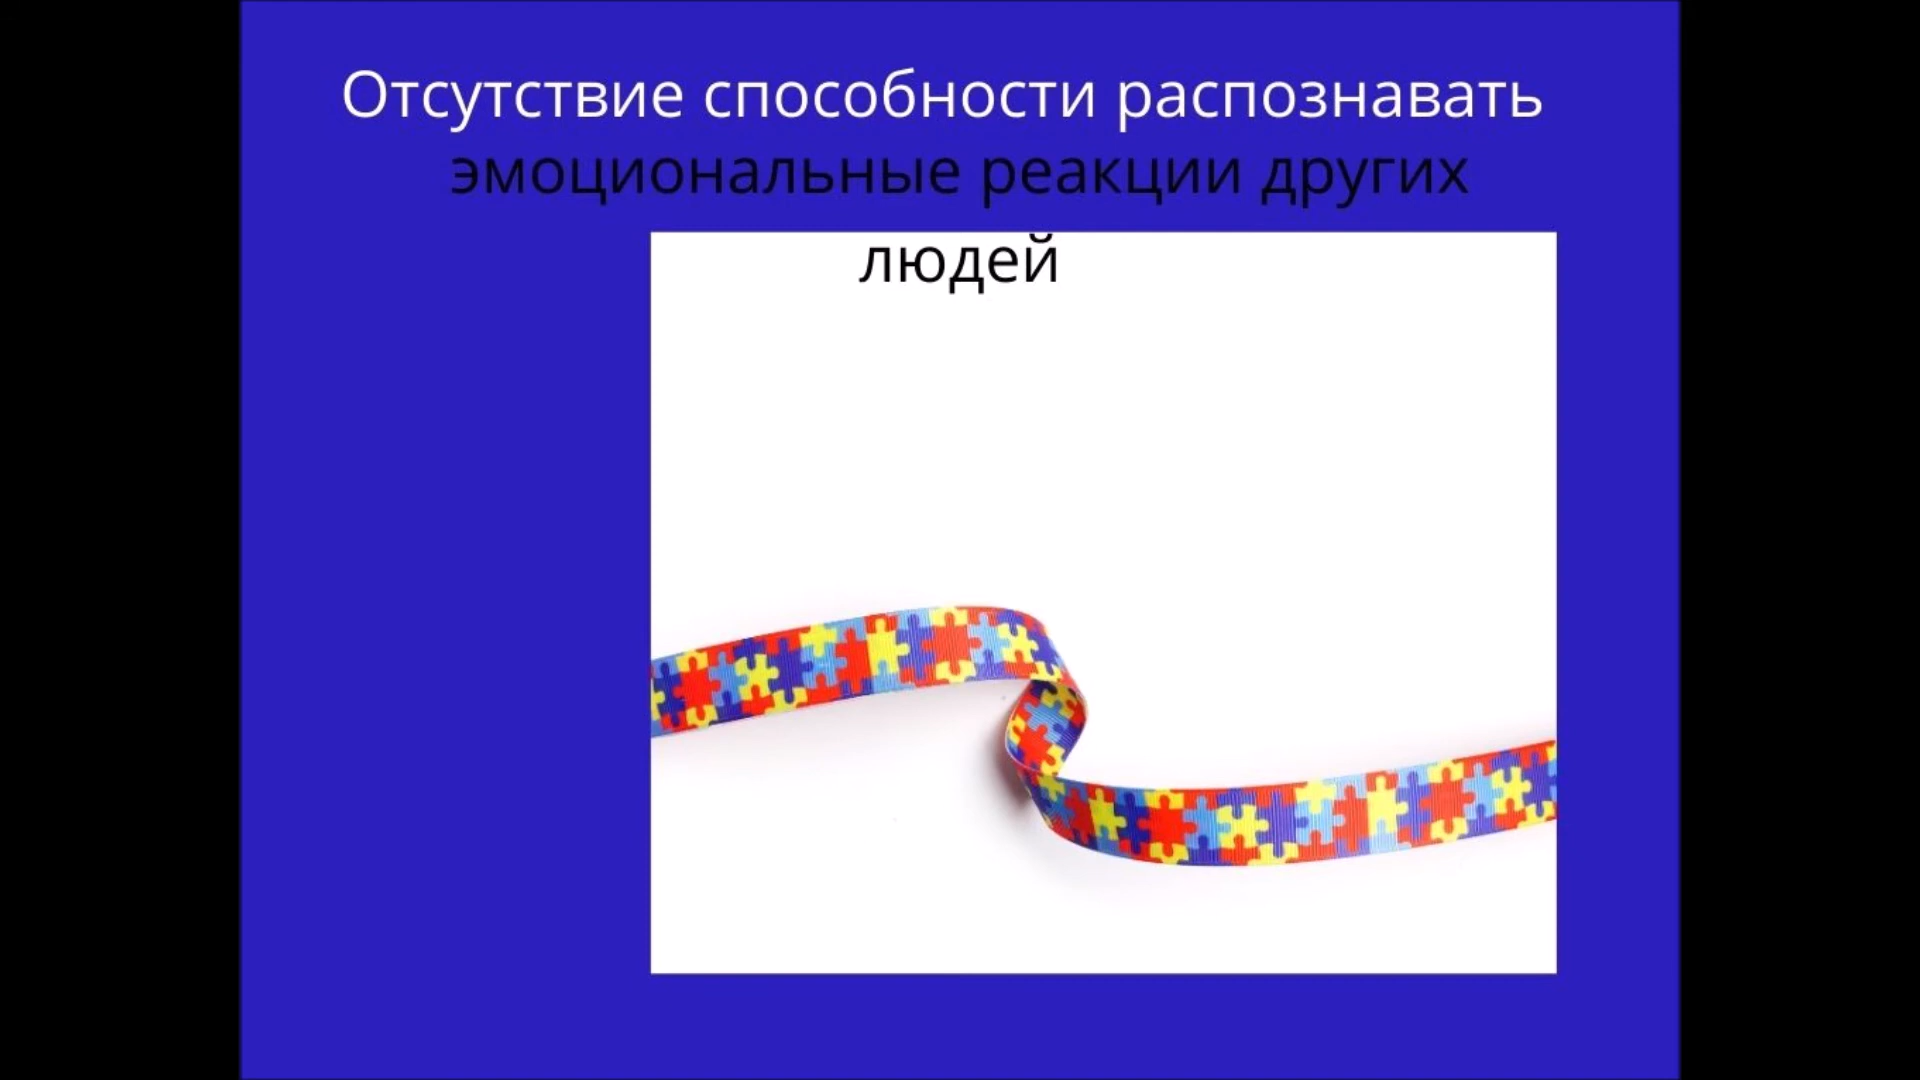 Отсутствие способности распознавать
эмоциональные реакции других
людей